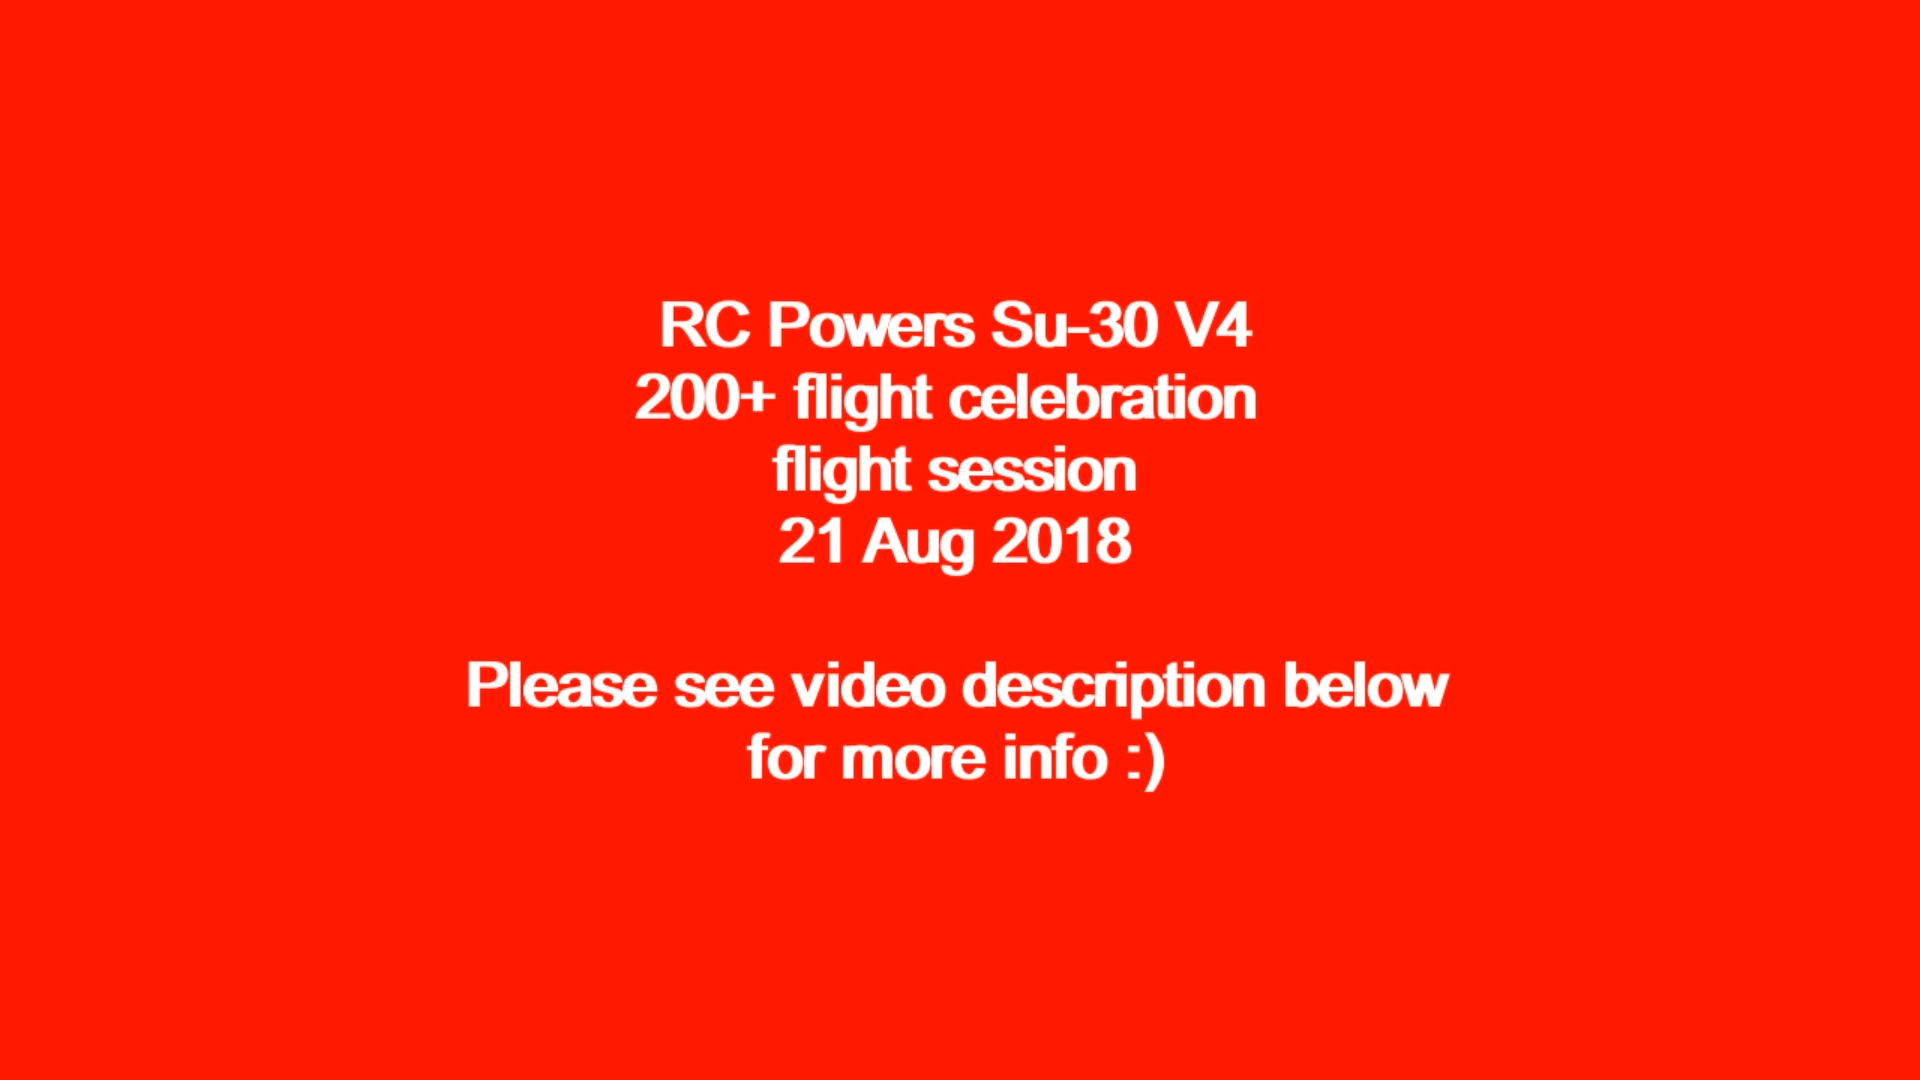 RC Powers Su-30 V4
200+ flight celebration
flight session
21 Aug 2018
Please see video description below
for more info :)